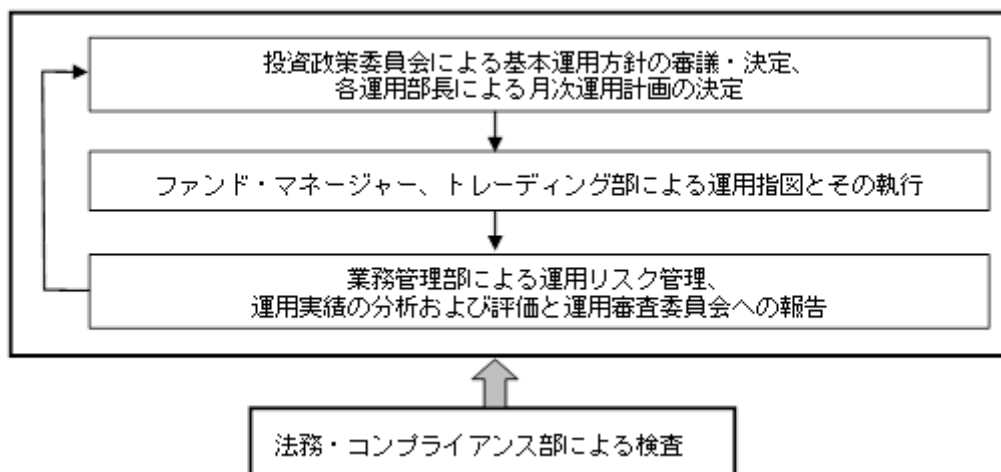 投資政策委員会による基本運用方針の審議・決定、
各運用部長による月次運用計画の決定
ファンド・マネージャー、トレーディング部による運用指図とその執行
業務管理部による運用リスク管理、
運用実績の分析および評価と運用審査委員会への報告
法務・コンプライアンス部による検査